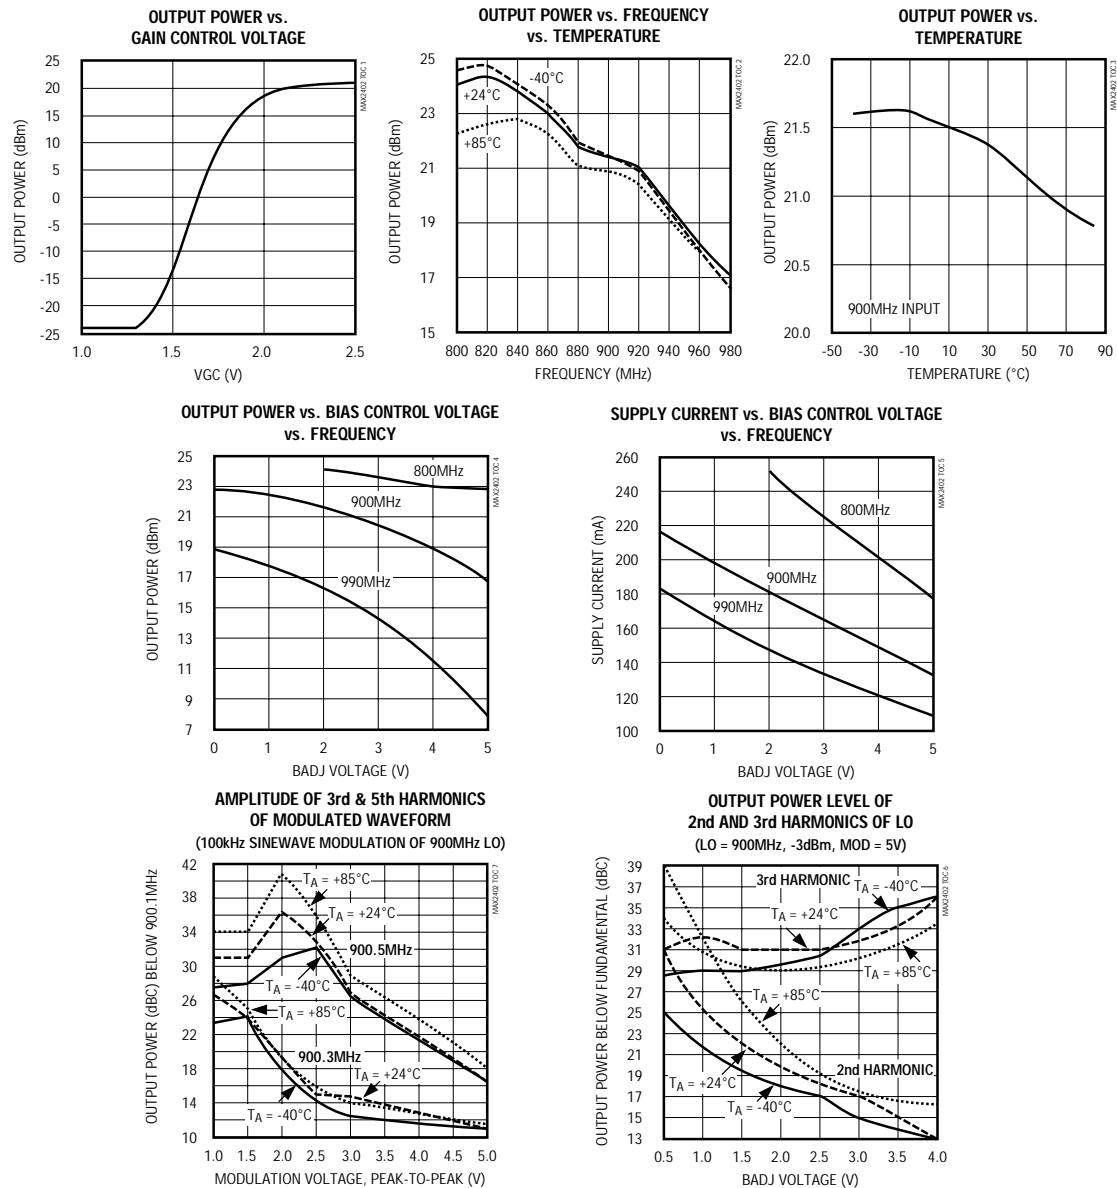 OUTPUT POWER vs.
GAIN CONTROL VOLTAGE
25
20
15
10
5
0
-5
-10
-15
-20
-25
1.0 1.5 2.0 2.5
OUTPUT POWER (dBm)
VGC (V)
MAX2402 TOC 1
OUTPUT POWER vs. FREQUENCY
vs. TEMPERATURE
25
23
21
19
17
15
800 820 840 860 880 900 920 940 960 980
OUTPUT POWER (dBm)
FREQUENCY (MHz)
-40°C
+24°C
+85°C
MAX2402 TOC 2
OUTPUT POWER vs.
TEMPERATURE
22.0
21.5
21.0
20.5
20.0
-50 -30 -10 10 30 50 70 90
OUTPUT POWER (dBm)
TEMPERATURE (°C)
900MHz INPUT
MAX2402 TOC 3
OUTPUT POWER vs. BIAS CONTROL VOLTAGE
vs. FREQUENCY
25
23
21
19
17
15
13
11
9
7
0 1 2 3 4 5
OUTPUT POWER (dBm)
BADJ VOLTAGE (V)
800MHz
900MHz
990MHz
MAX2402 TOC 4
SUPPLY CURRENT vs. BIAS CONTROL VOLTAGE
vs. FREQUENCY
260
240
220
200
180
160
140
120
100
0 1 2 3 4 5
SUPPLY CURRENT (mA)
BADJ VOLTAGE (V)
800MHz
900MHz
990MHz
MAX2402 TOC 5
AMPLITUDE OF 3rd & 5th HARMONICS
OF MODULATED WAVEFORM
(100kHz SINEWAVE MODULATION OF 900MHz LO)
42
38
34
30
26
22
18
14
10
1.0 1.5 2.0 2.5 3.0 3.5 4.0 4.5 5.0
OUTPUT POWER (dBC) BELOW 900.1MHz
MODULATION VOLTAGE, PEAK-TO-PEAK (V)
TA = +85°C
TA = +24°C
900.5MHz
TA = -40°C
TA = +85°C
900.3MHz
TA = +24°C
TA = -40°C
MAX2402 TOC 7
OUTPUT POWER LEVEL OF
2nd AND 3rd HARMONICS OF LO
(LO = 900MHz, -3dBm, MOD = 5V)
39
37
35
33
31
29
27
25
23
21
19
17
15
13
0.5 1.0 1.5 2.0 2.5 3.0 3.5 4.0
OUTPUT POWER BELOW FUNDAMENTAL (dBC)
BADJ VOLTAGE (V)
3rd HARMONIC
TA = -40°C
TA = +24°C
TA = +85°C
TA = +85°C
2nd HARMONIC
TA = +24°C
TA = -40°C
MAX2402 TOC 6